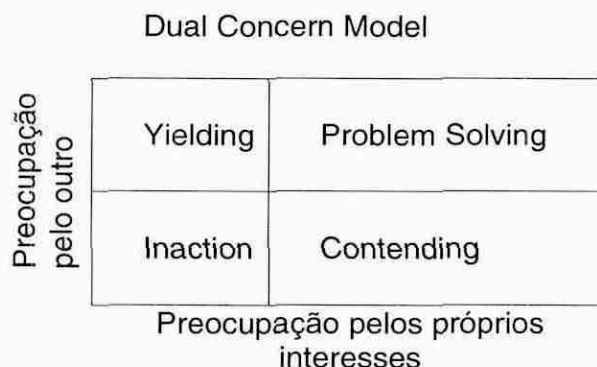 Dual Concern Model
Preocupação
pelo outro
Yielding
Problem Solving
Inaction
Contending
Preocupação pelos próprios
interesses